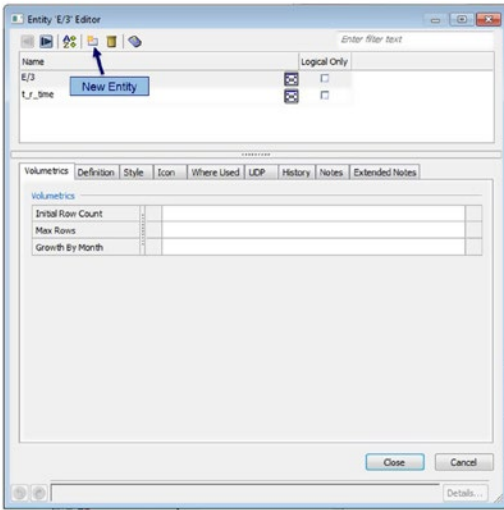 Entity 'E/3' Editor
Enter filter text
Name Logical Only
E/3
New Entity
t_r_time
Volumetrics Definition Style Icon Where Used UDP History Notes Extended Notes
Volumetrics
Initial Row Count
Max Rows
Growth By Month
Close Cancel
Details...